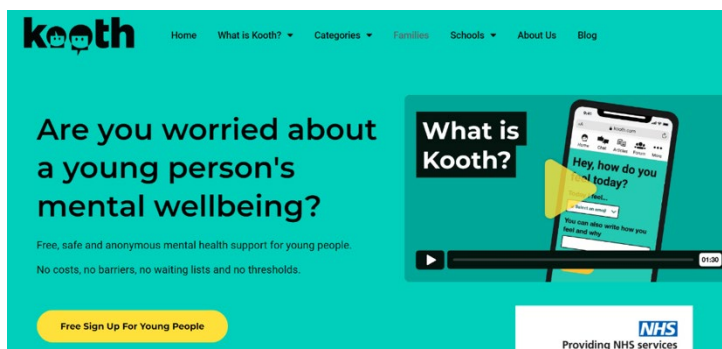 kooth
Home What is Kooth? Categories Families Schools About Us Blog
Are you worried about
a young person's
mental wellbeing?
Free, safe and anonymous mental health support for young people.
No costs, no barriers, no waiting lists and no thresholds.
Free Sign Up For Young People
What is
Kooth?
kooth.com
Home Chat Articles Forum More
Hey, how do you
feel today?
You can also write how you
feel and why
01:30
NHS
Providing NHS services